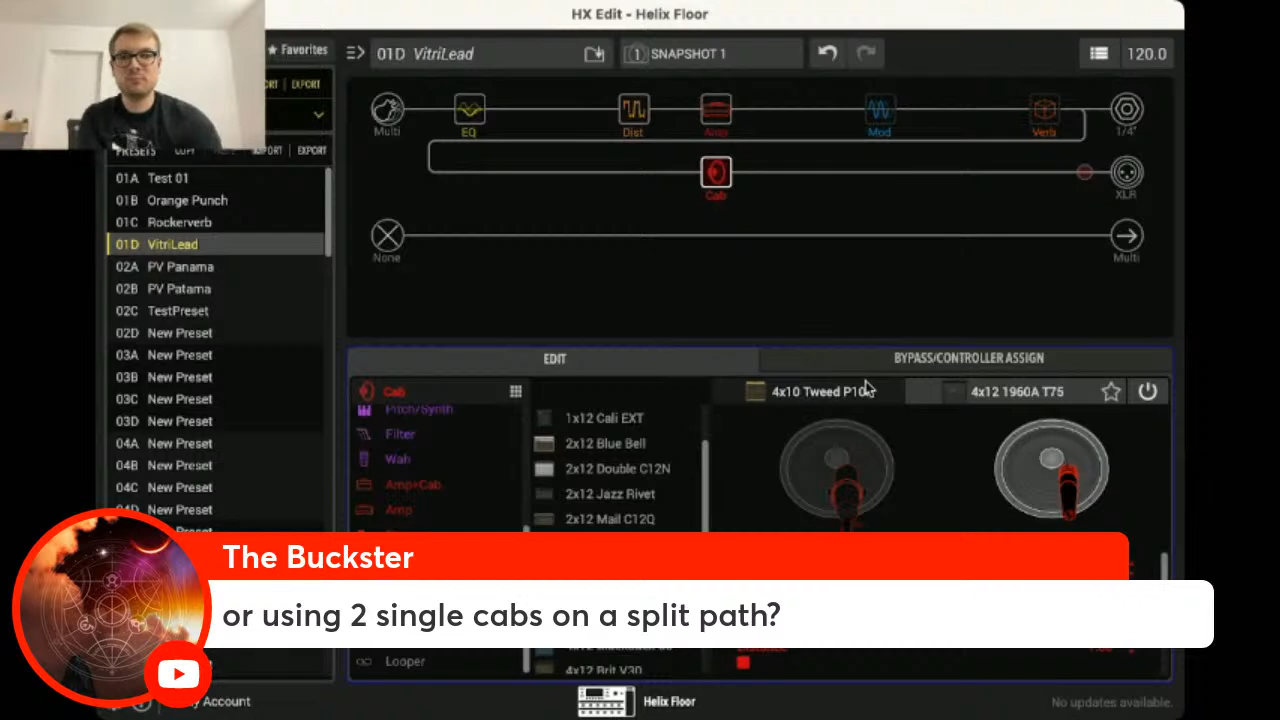 HX Edit - Helix Floor
★ Favorites
01D VitriLead
1 SNAPSHOT 1
120.0
EXPORT
PRESETS
IMPORT
EXPORT
01A Test 01
01B Orange Punch
01C Rockerverb
01D VitriLead
02A PV Panama
02B PV Patama
02C TestPreset
02D New Preset
03A New Preset
03B New Preset
03C New Preset
03D New Preset
04A New Preset
04B New Preset
04C New Preset
04D New Preset
Multi
EQ
Dist
Amp
Mod
Verb
1/4"
Cab
XLR
None
Multi
EDIT
BYPASS/CONTROLLER ASSIGN
Cab
Pitch/Synth
Filter
Wah
Amp+Cab
Amp
Looper
1x12 Cali EXT
2x12 Blue Bell
2x12 Double C12N
2x12 Jazz Rivet
2x12 Mail C12Q
4x12 Brit V30
4x10 Tweed P10
4x12 1960A T75
The Buckster
or using 2 single cabs on a split path?
Account
Helix Floor
No updates available.